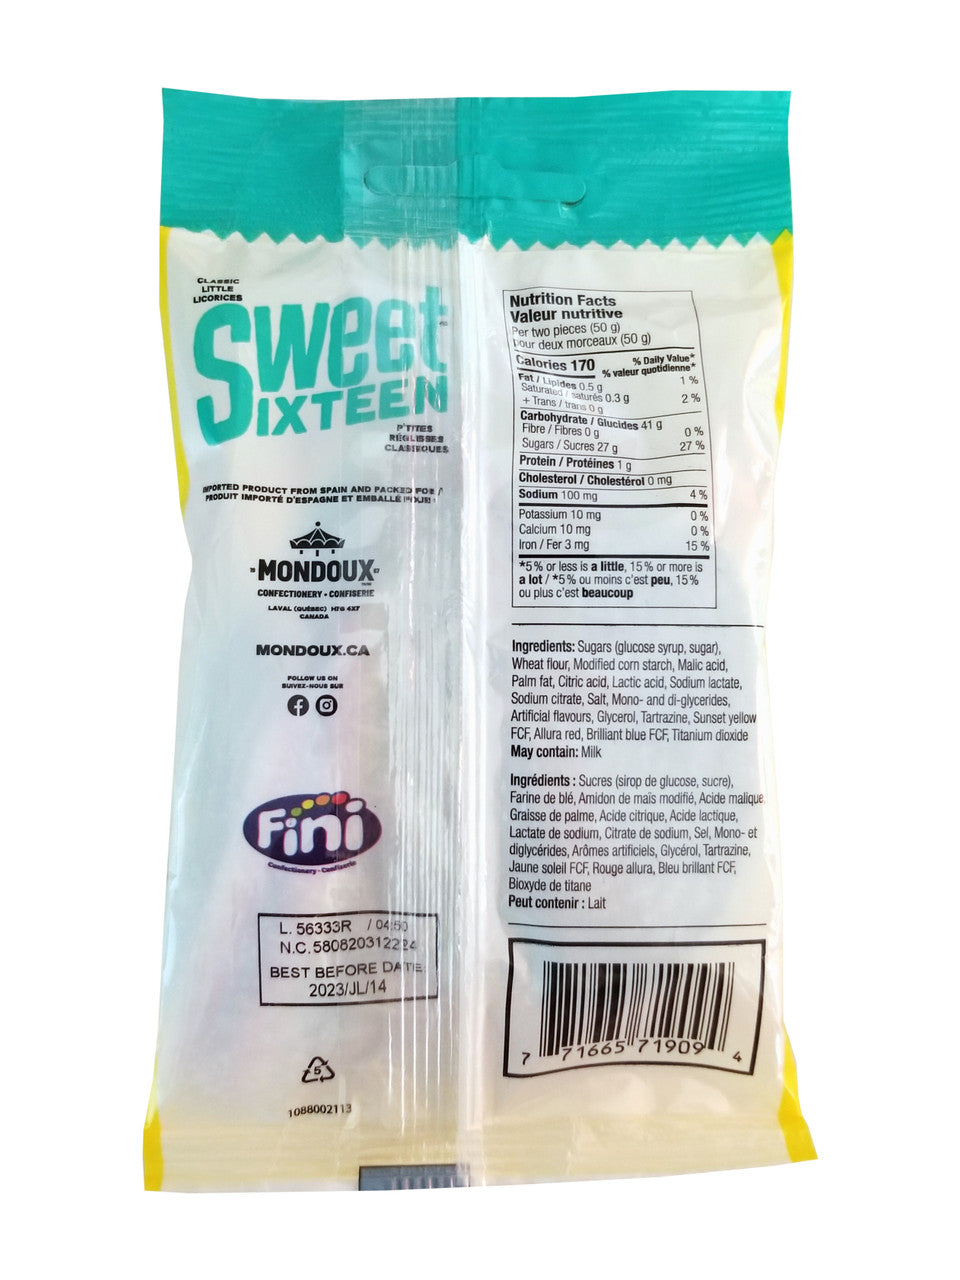 CLASSIC
LITTLE
LICORICES
Sweet
SIXTEEN
P'TITES
RÉGLISSES
CLASSIQUES
IMPORTED PRODUCT FROM SPAIN AND PACKED FOR /
PRODUIT IMPORTÉ D'ESPAGNE ET EMBALLÉ POUR :
MONDOUX
CONFECTIONERY • CONFISERIE
LAVAL (QUÉBEC) H7G 4X7
CANADA
MONDOUX.CA
FOLLOW US ON
SUIVEZ-NOUS SUR
Fini
Confectionery - Confiserie
L. 56333R / 04:50
N.C. 580820312224
BEST BEFORE DATE:
2023/JL/14
5
1088002113
Nutrition Facts
Valeur nutritive
Per two pieces (50 g)
pour deux morceaux (50 g)
Calories 170 % Daily Value*
% valeur quotidienne*
Fat / Lipides 0.5 g 1 %
Saturated / saturés 0.3 g
+ Trans / trans 0 g 2 %
Carbohydrate / Glucides 41 g
Fibre / Fibres 0 g 0 %
Sugars / Sucres 27 g 27 %
Protein / Protéines 1 g
Cholesterol / Cholestérol 0 mg
Sodium 100 mg 4 %
Potassium 10 mg 0 %
Calcium 10 mg 0 %
Iron / Fer 3 mg 15 %
*5% or less is a little, 15% or more is
a lot / *5% ou moins c'est peu, 15%
ou plus c'est beaucoup
Ingredients: Sugars (glucose syrup, sugar),
Wheat flour, Modified corn starch, Malic acid,
Palm fat, Citric acid, Lactic acid, Sodium lactate,
Sodium citrate, Salt, Mono- and di-glycerides,
Artificial flavours, Glycerol, Tartrazine, Sunset yellow
FCF, Allura red, Brilliant blue FCF, Titanium dioxide
May contain: Milk
Ingrédients : Sucres (sirop de glucose, sucre),
Farine de blé, Amidon de maïs modifié, Acide malique,
Graisse de palme, Acide citrique, Acide lactique,
Lactate de sodium, Citrate de sodium, Sel, Mono- et
diglycérides, Arômes artificiels, Glycérol, Tartrazine,
Jaune soleil FCF, Rouge allura, Bleu brillant FCF,
Bioxyde de titane
Peut contenir : Lait
7 71665 71909 4